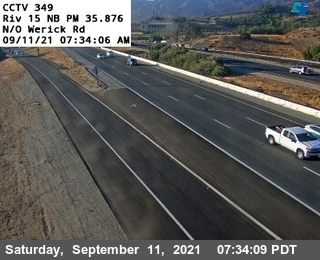 CCTV 349
Riv 15 NB PM 35.876
N/O Werick Rd
09/11/21 07:34:06 AM
Saturday, September 11, 2021 07:34:09 PDT